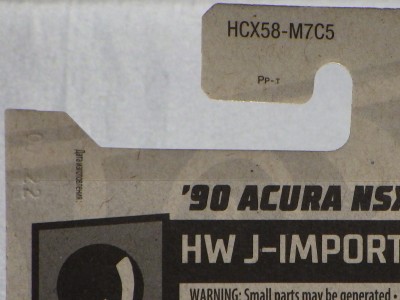 HCX58-M7C5
Pp-т
'90 ACURA NSX
HW J-IMPORT
WARNING: Small parts may be generated •